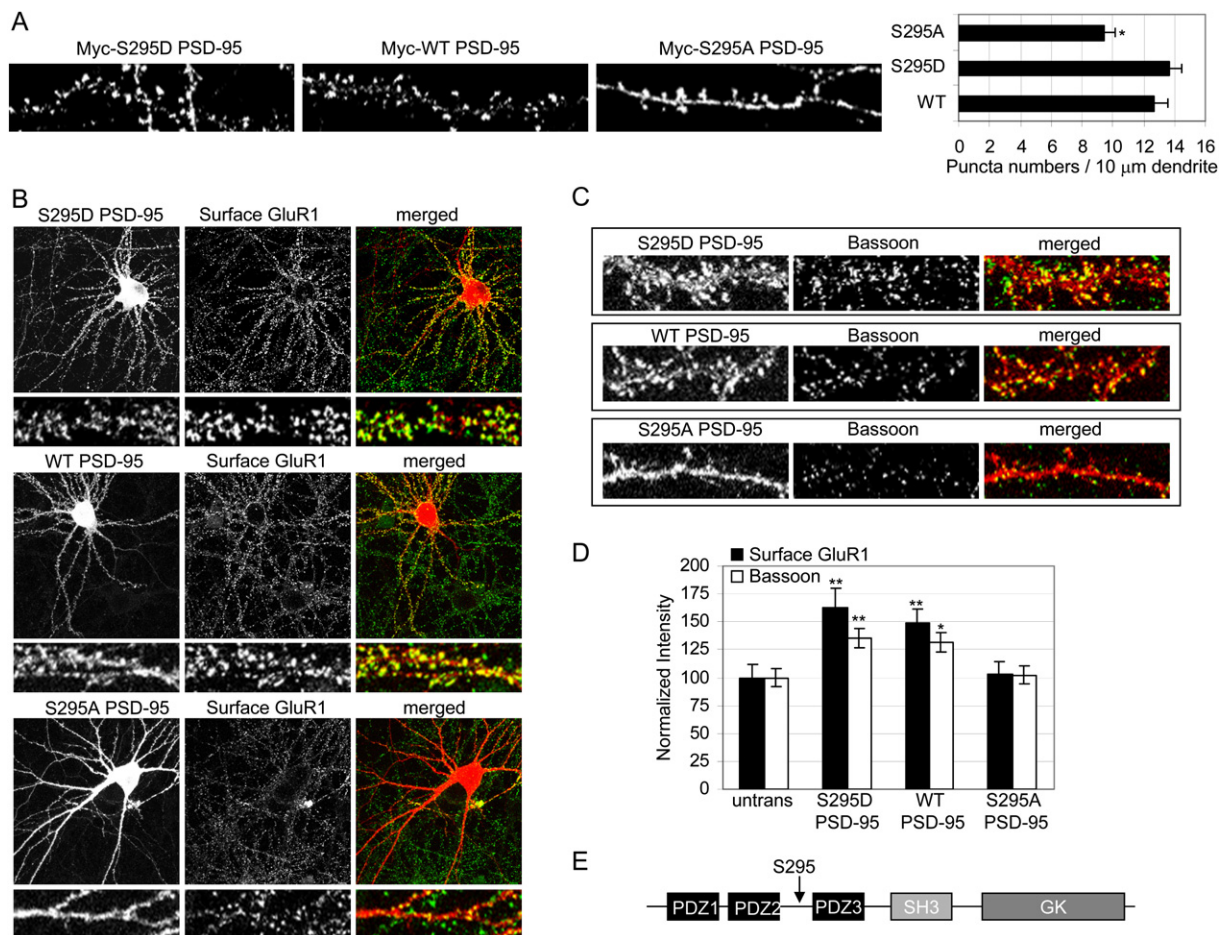 A
Myc-S295D PSD-95 Myc-WT PSD-95 Myc-S295A PSD-95
S295A
*
S295D
WT
0 2 4 6 8 10 12 14 16
Puncta numbers / 10 μm dendrite
B
S295D PSD-95 Surface GluR1 merged
WT PSD-95 Surface GluR1 merged
S295A PSD-95 Surface GluR1 merged
C
S295D PSD-95 Bassoon merged
WT PSD-95 Bassoon merged
S295A PSD-95 Bassoon merged
D
Surface GluR1
Bassoon
Normalized Intensity
200
175
150
125
100
75
50
25
0
** ** ** *
untrans S295D WT S295A
PSD-95 PSD-95 PSD-95
E
S295
PDZ1 PDZ2 PDZ3 SH3 GK